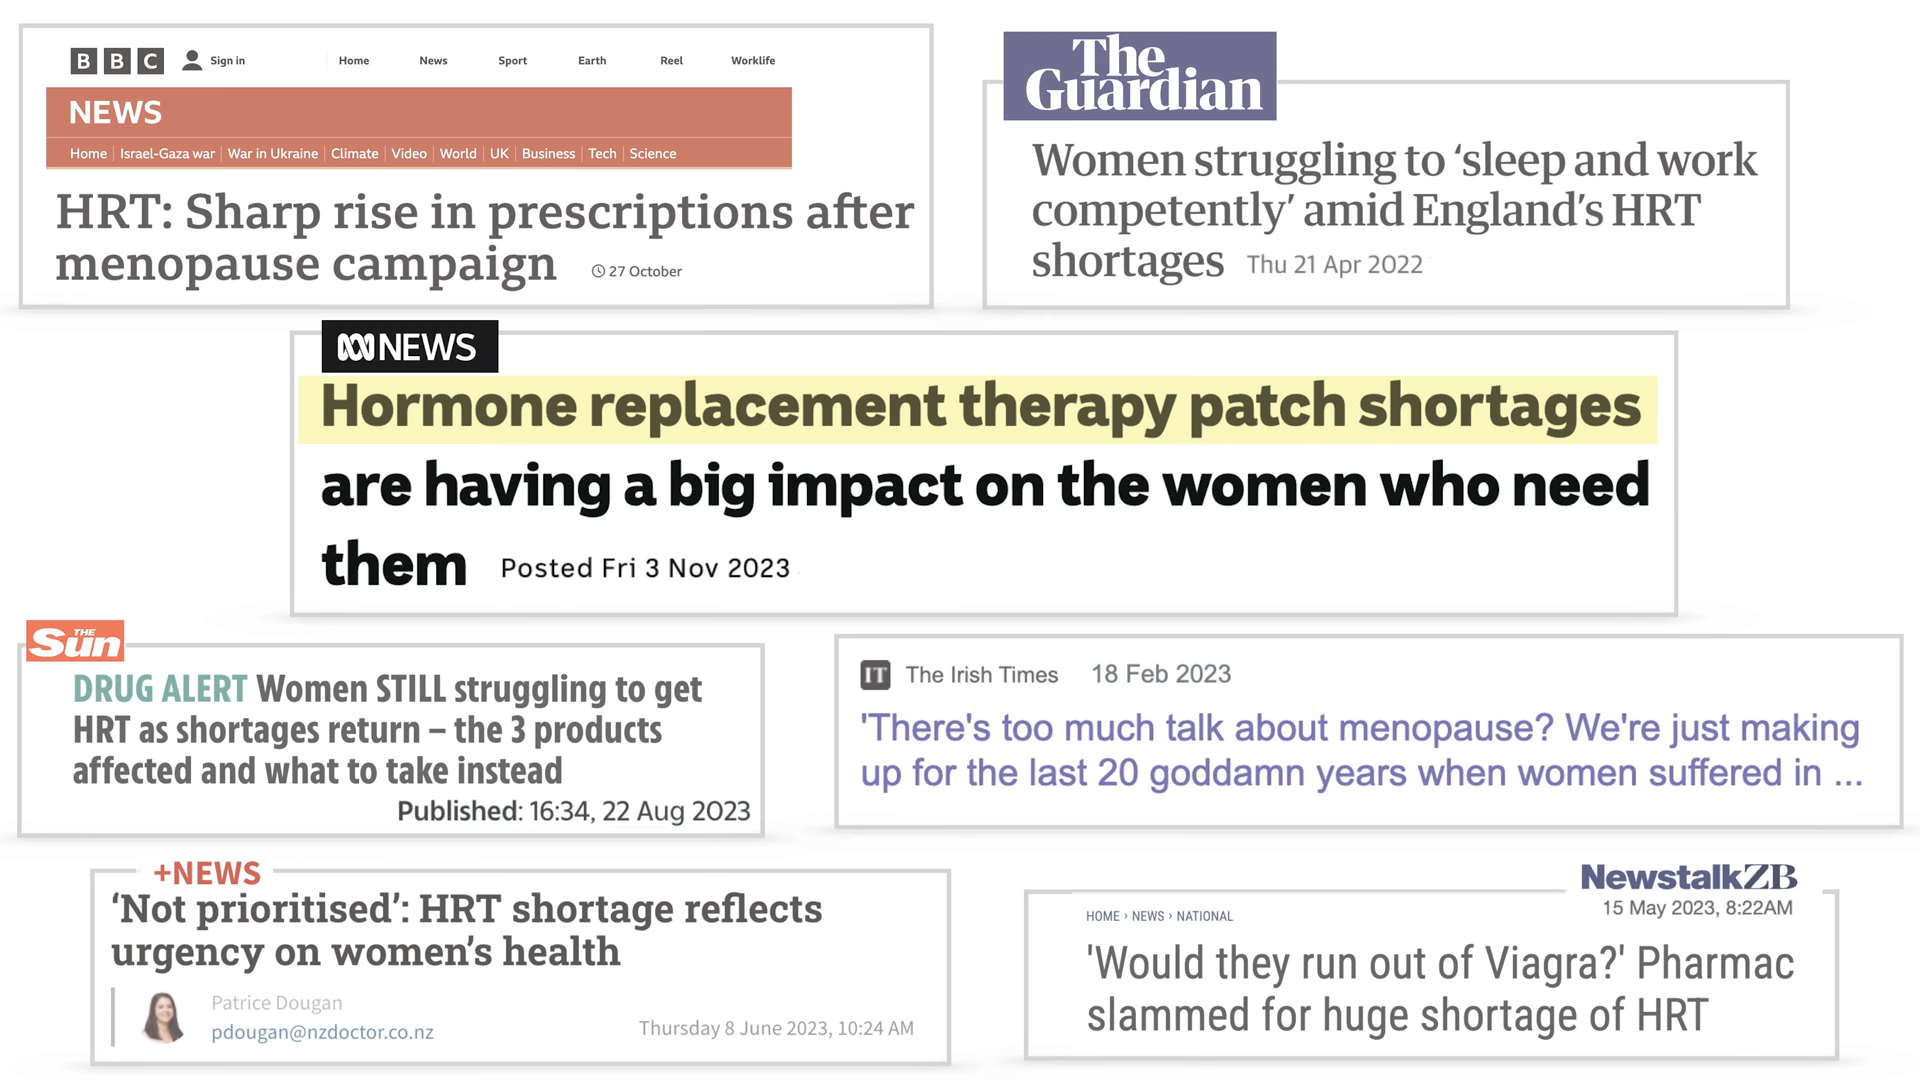 BBC Sign in Home News Sport Earth Reel Worklife
NEWS
Home Israel-Gaza war War in Ukraine Climate Video World UK Business Tech Science
HRT: Sharp rise in prescriptions after
menopause campaign 27 October
The
Guardian
Women struggling to ‘sleep and work
competently’ amid England’s HRT
shortages Thu 21 Apr 2022
NEWS
Hormone replacement therapy patch shortages
are having a big impact on the women who need
them Posted Fri 3 Nov 2023
THE
Sun
DRUG ALERT Women STILL struggling to get
HRT as shortages return – the 3 products
affected and what to take instead
Published: 16:34, 22 Aug 2023
IT The Irish Times 18 Feb 2023
'There's too much talk about menopause? We're just making
up for the last 20 goddamn years when women suffered in ...
+NEWS
‘Not prioritised’: HRT shortage reflects
urgency on women’s health
Patrice Dougan
pdougan@nzdoctor.co.nz Thursday 8 June 2023, 10:24 AM
NewstalkZB
15 May 2023, 8:22AM
HOME › NEWS › NATIONAL
'Would they run out of Viagra?' Pharmac
slammed for huge shortage of HRT